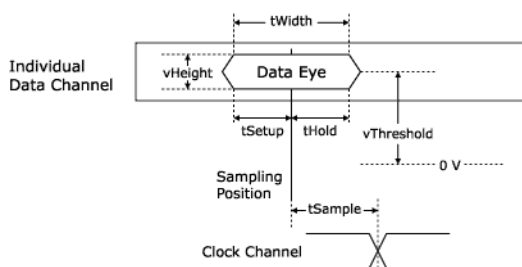 tWidth
Individual
Data Channel
vHeight
Data Eye
tSetup
tHold
vThreshold
0 V
Sampling
Position
tSample
Clock Channel